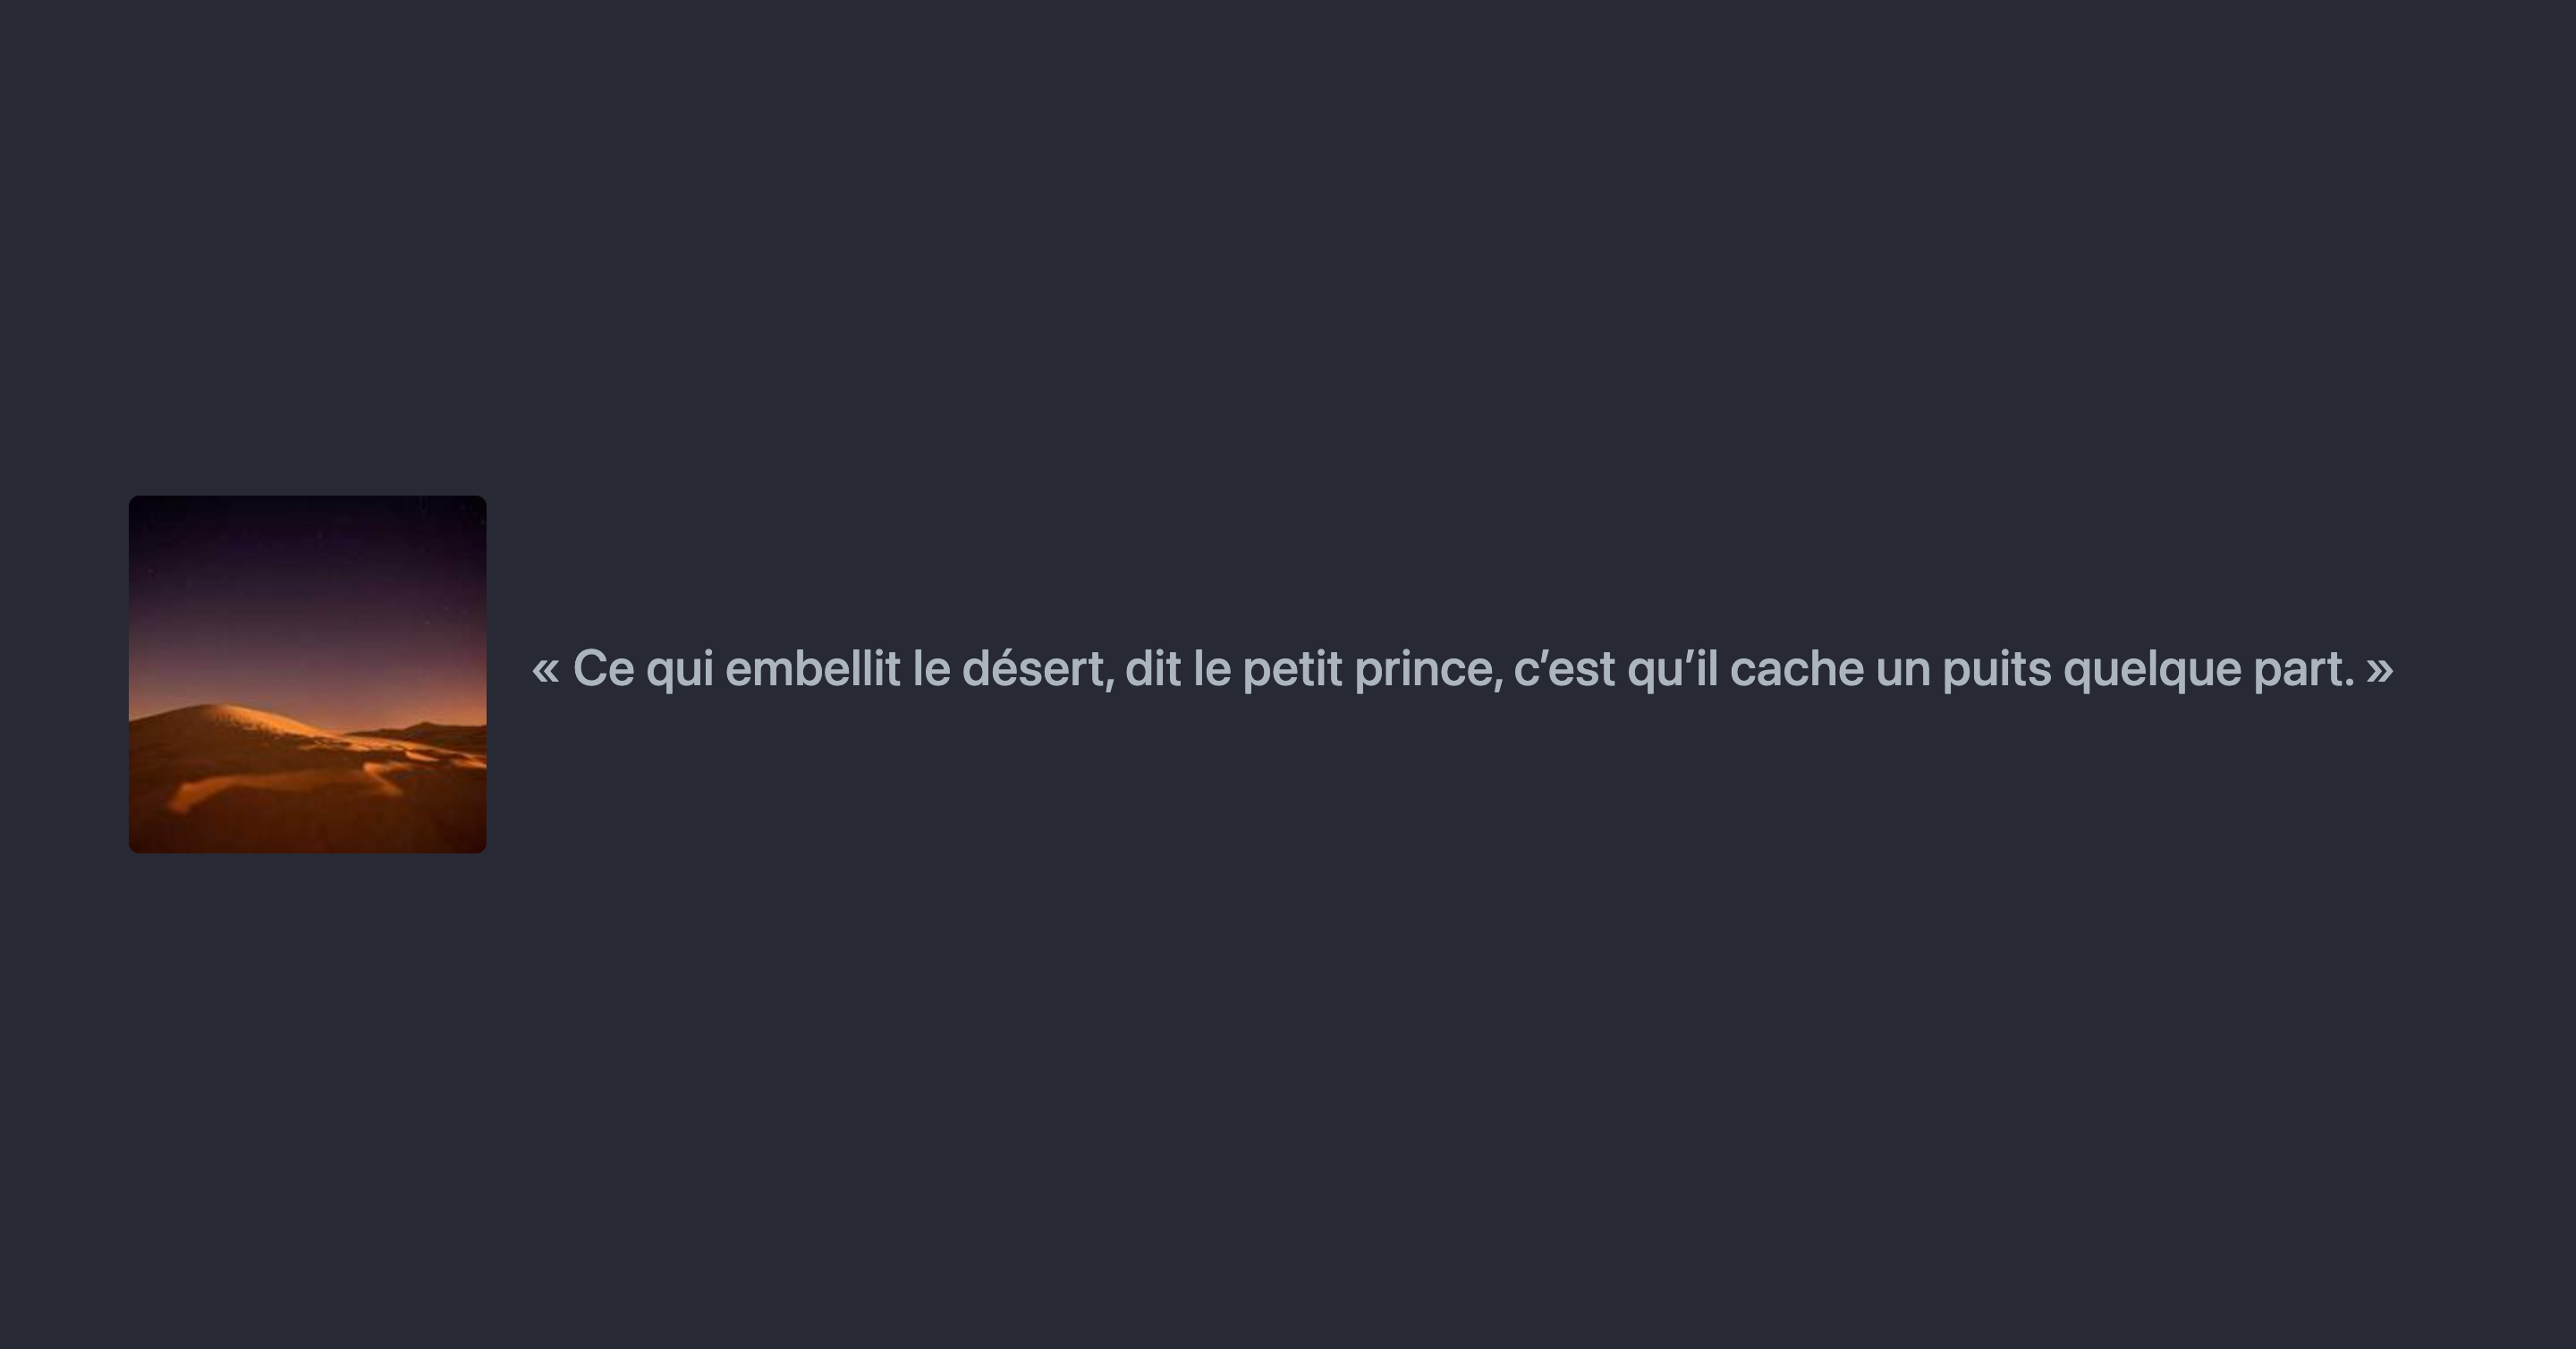 « Ce qui embellit le désert, dit le petit prince, c’est qu’il cache un puits quelque part. »